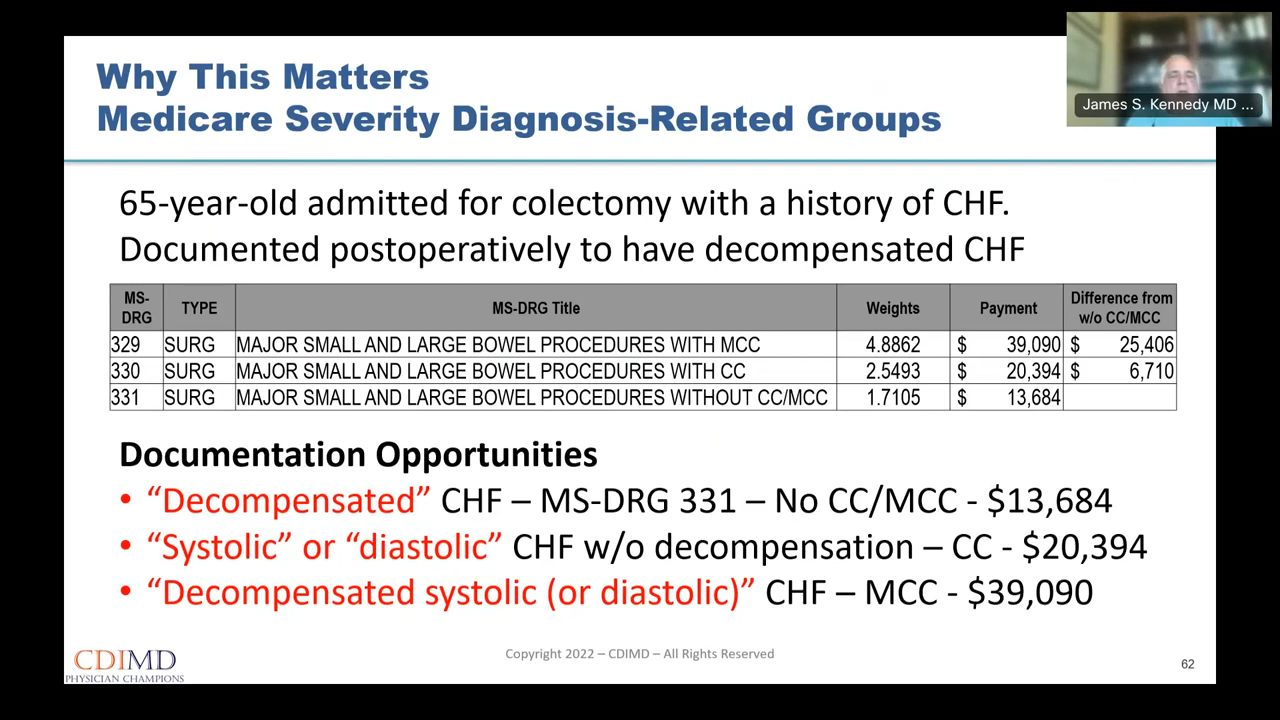 Why This Matters
Medicare Severity Diagnosis-Related Groups
James S. Kennedy MD ...
65-year-old admitted for colectomy with a history of CHF.
Documented postoperatively to have decompensated CHF
MS-DRG TYPE MS-DRG Title Weights Payment Difference from w/o CC/MCC
329 SURG MAJOR SMALL AND LARGE BOWEL PROCEDURES WITH MCC 4.8862 $ 39,090 $ 25,406
330 SURG MAJOR SMALL AND LARGE BOWEL PROCEDURES WITH CC 2.5493 $ 20,394 $ 6,710
331 SURG MAJOR SMALL AND LARGE BOWEL PROCEDURES WITHOUT CC/MCC 1.7105 $ 13,684
Documentation Opportunities
• “Decompensated” CHF – MS-DRG 331 – No CC/MCC - $13,684
• “Systolic” or “diastolic” CHF w/o decompensation – CC - $20,394
• “Decompensated systolic (or diastolic)” CHF – MCC - $39,090
CDIMD
PHYSICIAN CHAMPIONS
Copyright 2022 – CDIMD – All Rights Reserved
62